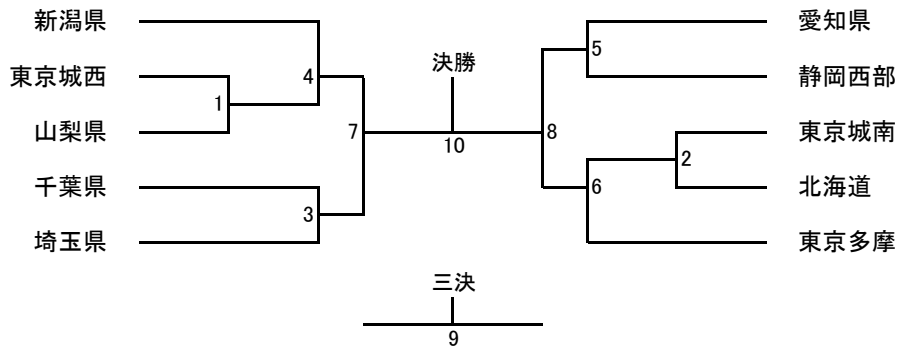 新潟県
東京城西
山梨県
千葉県
埼玉県
1
4
3
7
決勝
10
8
5
6
2
愛知県
静岡西部
東京城南
北海道
東京多摩
三決
9